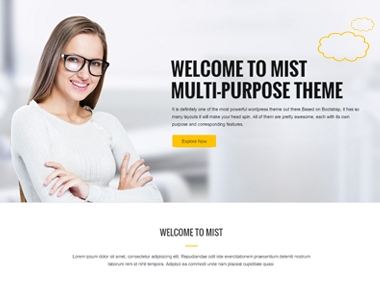 WELCOME TO MIST
MULTI-PURPOSE THEME
It is definitely one of the most powerful wordpress theme out there Based on Bootstrap, it has so
many layouts it will make your head spin. All of them are pretty awesome, each with its own
purpose and corresponding features.
Explore Now
WELCOME TO MIST
Lorem ipsum dolor sit amet, consectetur adipisicing elit. Repudiandae odit iste exercitationem praesentium deleniti nostrum laborum rem
id nihil tempora. Adipisci ea commodi unde nam placeat cupiditate quasi